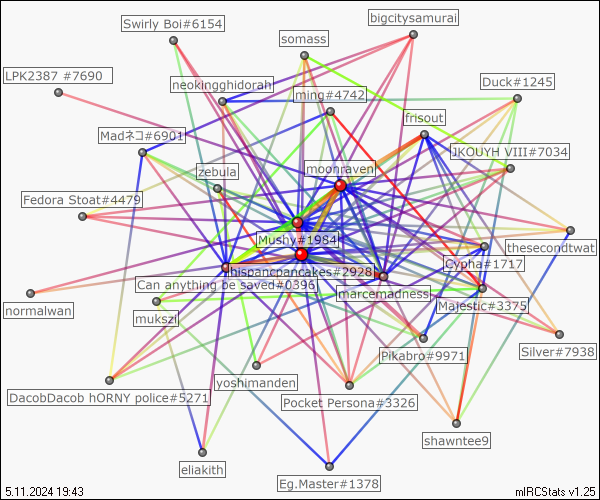 bigcitysamurai
Swirly Boi#6154
somass
LPK2387 #7690
neokingghidorah
Duck#1245
ming#4742
frisout
Madネコ#6901
1KOUYH VIII#7034
zebula
moonraven
Fedora Stoat#4479
Mushy#1984
thesecondtwat
Cypha#1717
hispancpancakes#2928
Can anything be saved#0396
marcemadness
Majestic#3375
normalwan
mukszi
Silver#7938
Pikabro#9971
yoshimanden
DacobDacob hORNY police#5271
Pocket Persona#3326
shawntee9
eliakith
Eg.Master#1378
5.11.2024 19:43
mIRCStats v1.25